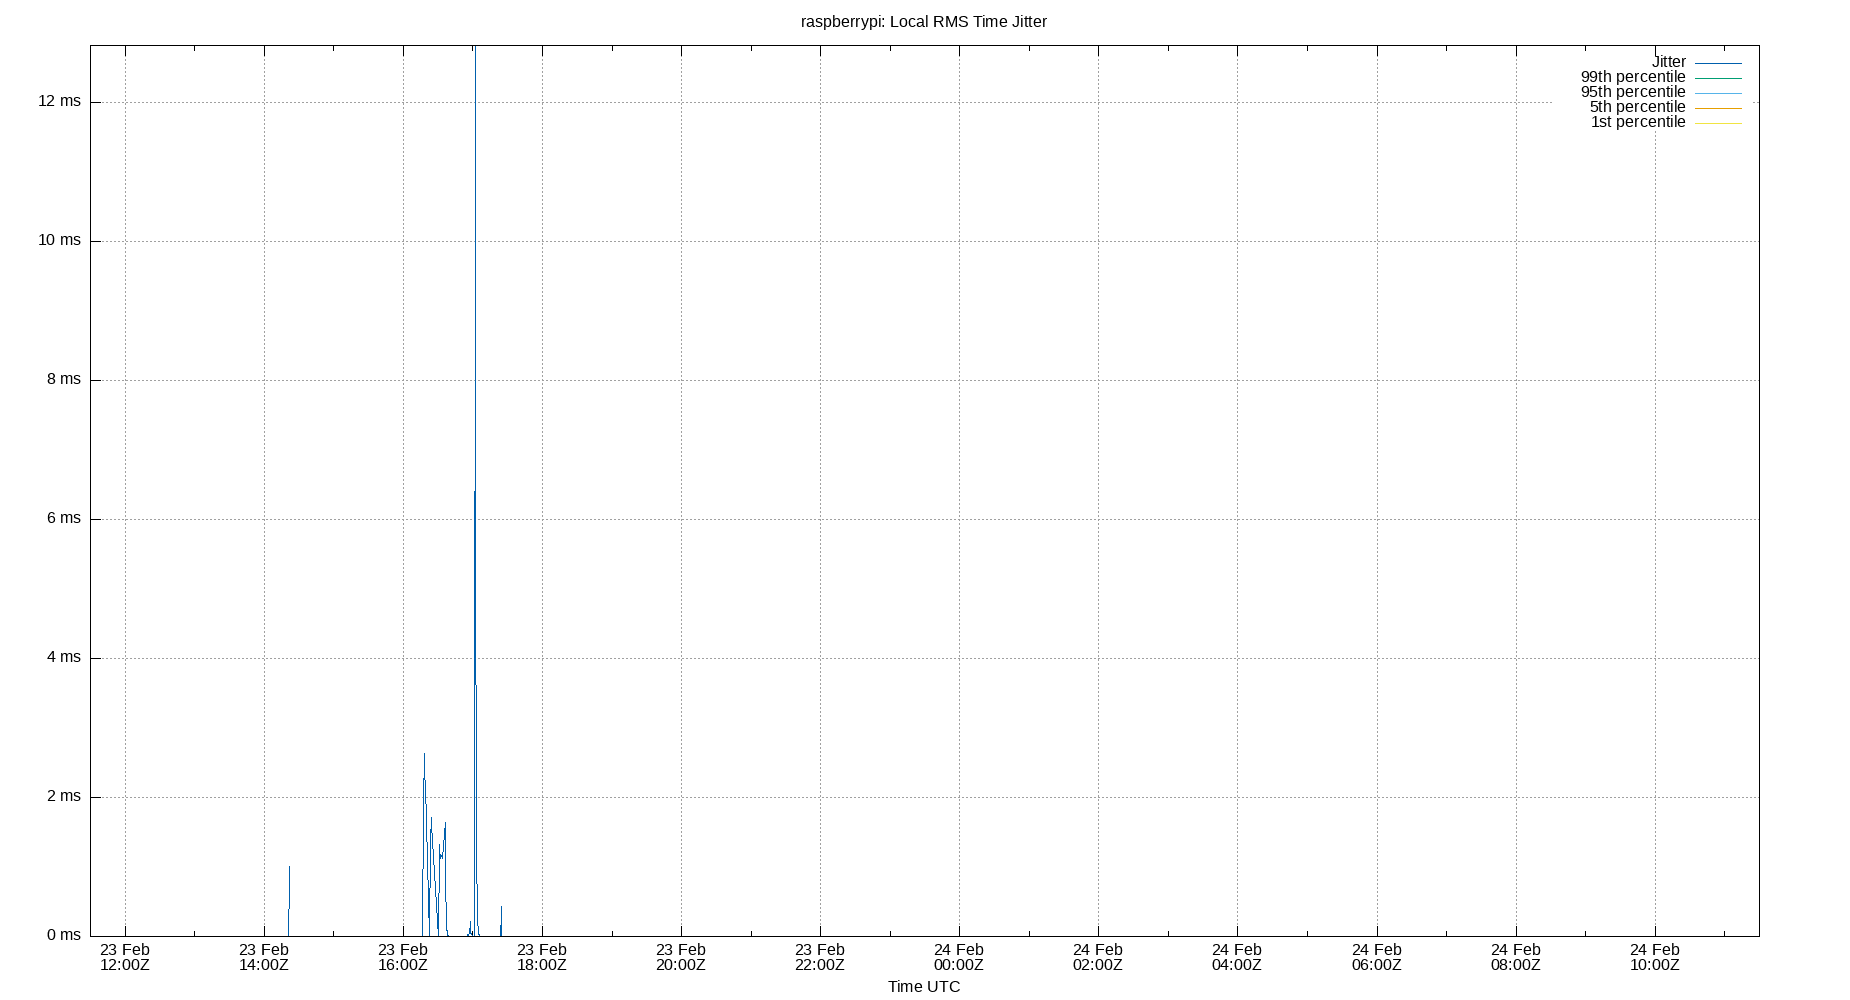 raspberrypi: Local RMS Time Jitter
Jitter
99th percentile
95th percentile
5th percentile
1st percentile
12 ms
10 ms
8 ms
6 ms
4 ms
2 ms
0 ms
23 Feb 23 Feb 23 Feb 23 Feb 23 Feb 23 Feb 24 Feb 24 Feb 24 Feb 24 Feb 24 Feb 24 Feb
12:00Z 14:00Z 16:00Z 18:00Z 20:00Z 22:00Z 00:00Z 02:00Z 04:00Z 06:00Z 08:00Z 10:00Z
Time UTC